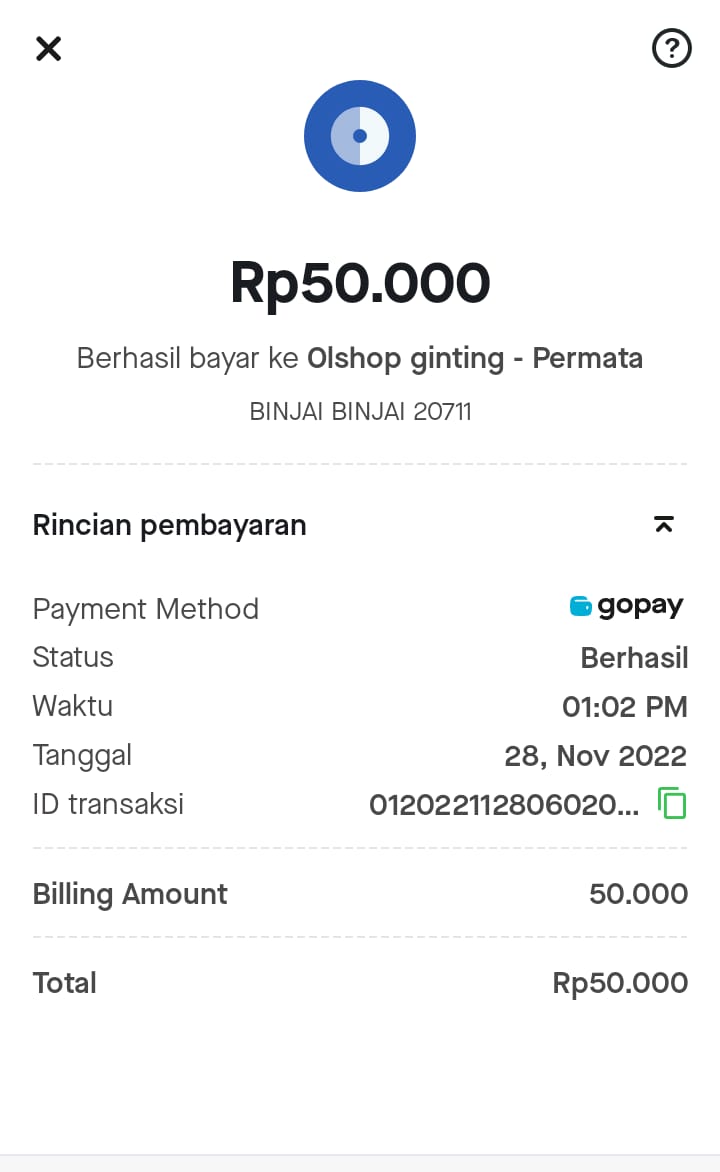 ?
Rp50.000
Berhasil bayar ke Olshop ginting - Permata
BINJAI BINJAI 20711
Rincian pembayaran
Payment Method gopay
Status Berhasil
Waktu 01:02 PM
Tanggal 28, Nov 2022
ID transaksi 012022112806020...
Billing Amount 50.000
Total Rp50.000